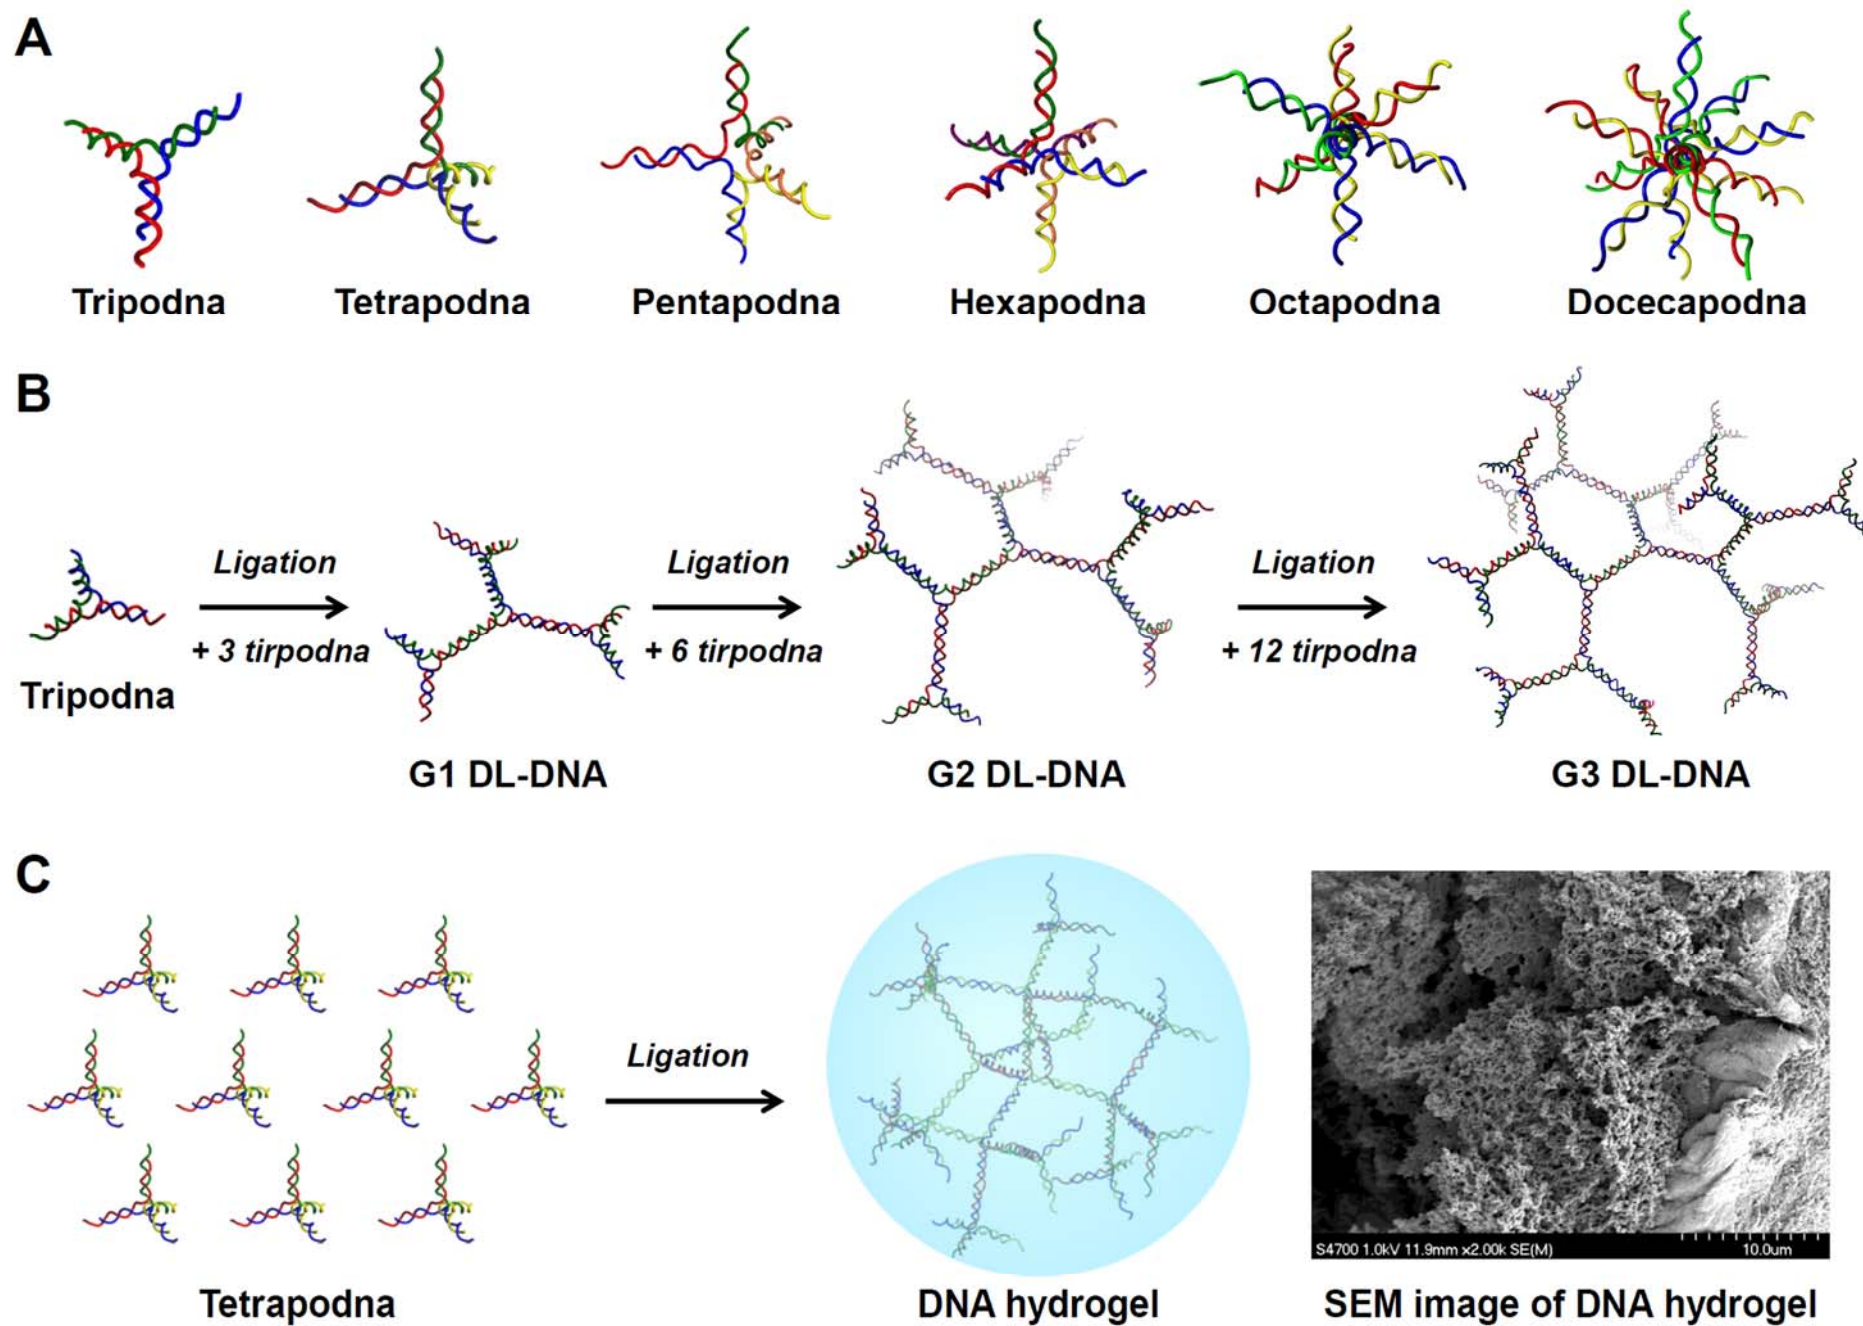 A
Tripodna
Tetrapodna
Pentapodna
Hexapodna
Octapodna
Docecapodna
B
Ligation
+ 3 tirpodna
Ligation
+ 6 tirpodna
Ligation
+ 12 tirpodna
Tripodna
G1 DL-DNA
G2 DL-DNA
G3 DL-DNA
C
Ligation
S4700 1.0kV 11.9mm x2.00k SE(M)
10.0um
Tetrapodna
DNA hydrogel
SEM image of DNA hydrogel